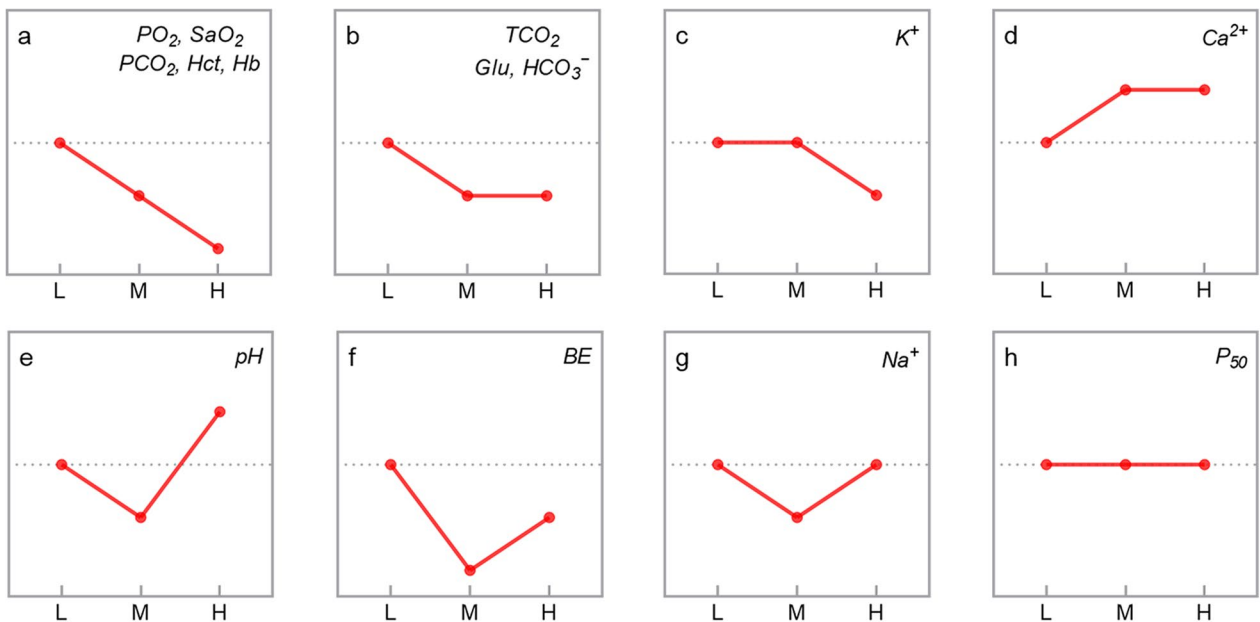 a
PO₂, SaO₂
PCO₂, Hct, Hb
L M H
b
TCO₂
Glu, HCO₃⁻
L M H
c
K⁺
L M H
d
Ca²⁺
L M H
e
pH
L M H
f
BE
L M H
g
Na⁺
L M H
h
P₅₀
L M H